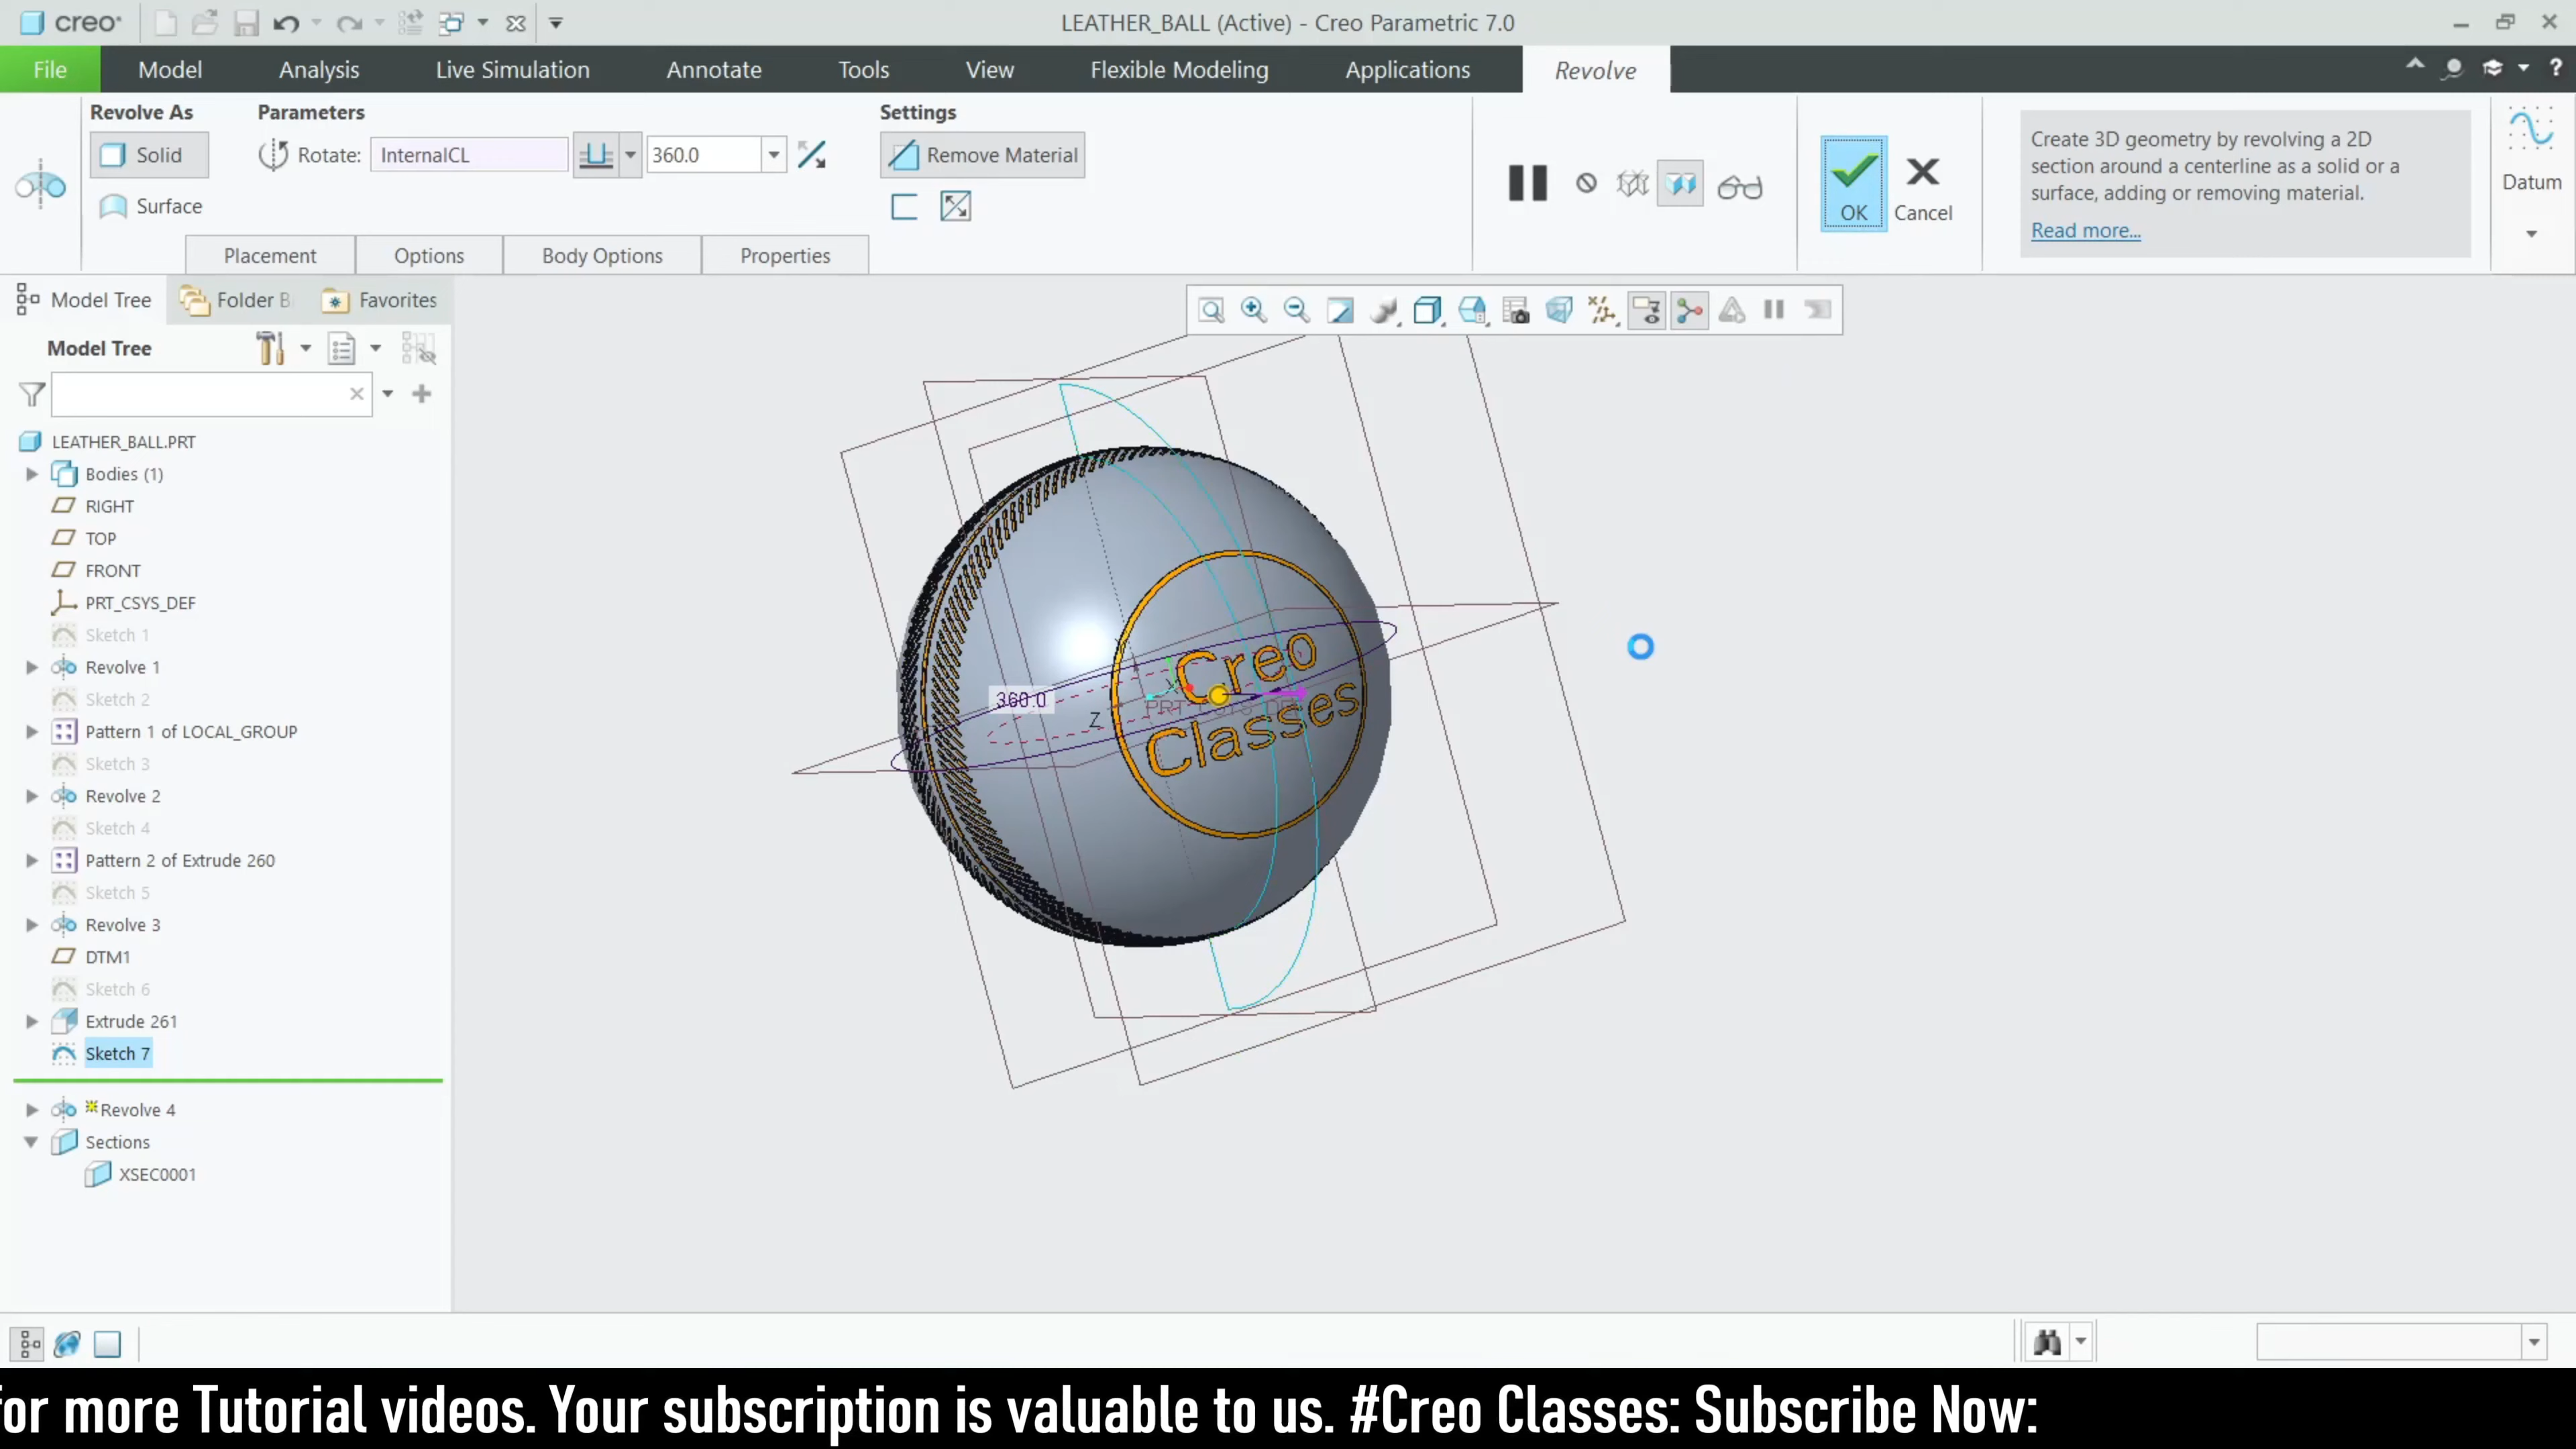 creo
LEATHER_BALL (Active) - Creo Parametric 7.0
File Model Analysis Live Simulation Annotate Tools View Flexible Modeling Applications Revolve
Revolve As
Parameters
Settings
Solid
Rotate: InternalCL
360.0
Remove Material
Surface
OK
Cancel
Create 3D geometry by revolving a 2D
section around a centerline as a solid or a
surface, adding or removing material.
Read more...
Datum
Placement Options Body Options Properties
Model Tree Folder B Favorites
Model Tree
LEATHER_BALL.PRT
Bodies (1)
RIGHT
TOP
FRONT
PRT_CSYS_DEF
Sketch 1
Revolve 1
Sketch 2
Pattern 1 of LOCAL_GROUP
Sketch 3
Revolve 2
Sketch 4
Pattern 2 of Extrude 260
Sketch 5
Revolve 3
DTM1
Sketch 6
Extrude 261
Sketch 7
Revolve 4
Sections
XSEC0001
360.0
Z
Creo
PRT_CSYS_DEF
Classes
for more Tutorial videos. Your subscription is valuable to us. #Creo Classes: Subscribe Now: